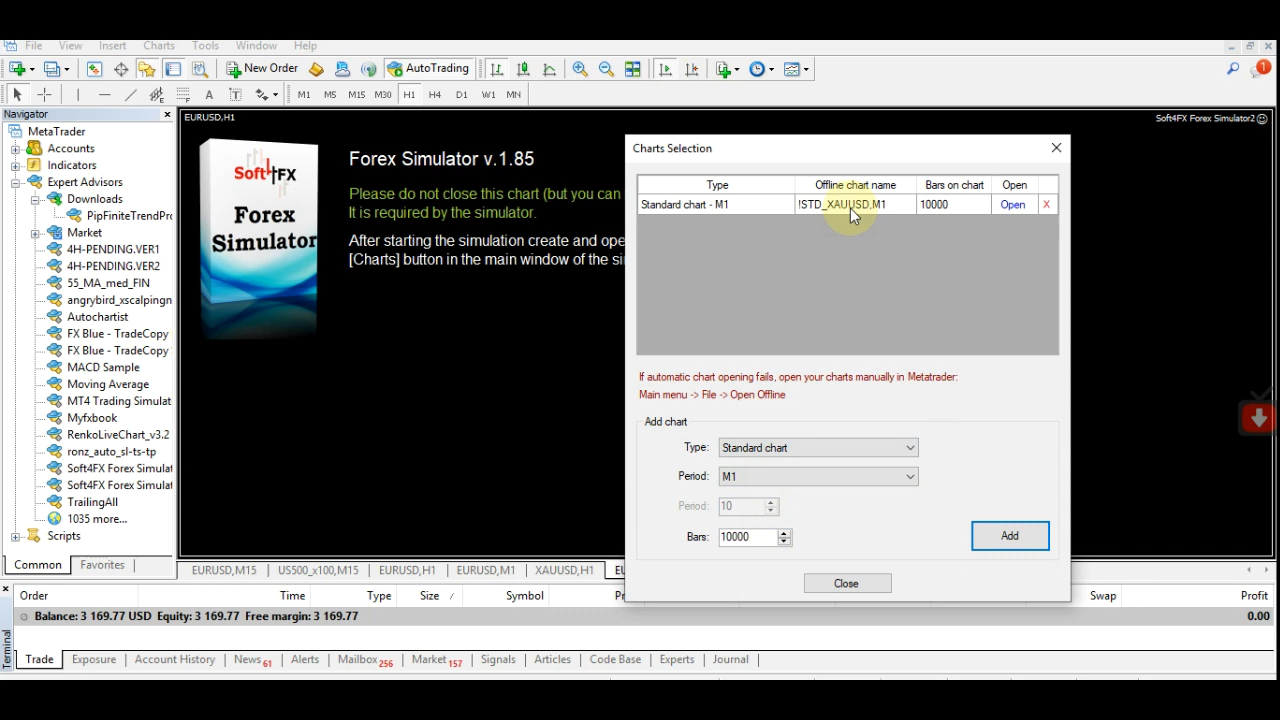 File View Insert Charts Tools Window Help
New Order AutoTrading
1
A T M1 M5 M15 M30 H1 H4 D1 W1 MN
Navigator
MetaTrader
Accounts
Indicators
Expert Advisors
Downloads
PipFiniteTrendPro
Market
4H-PENDING.VER1
4H-PENDING.VER2
55_MA_med_FIN
angrybird_xscalpingn
Autochartist
FX Blue - TradeCopy
FX Blue - TradeCopy
MACD Sample
Moving Average
MT4 Trading Simulat
Myfxbook
RenkoLiveChart_v3.2
ronz_auto_sl-ts-tp
Soft4FX Forex Simulat
Soft4FX Forex Simulat
TrailingAll
1035 more...
Scripts
Common Favorites
EURUSD,H1
Soft4FX Forex Simulator2
Soft4FX
Forex
Simulator
Forex Simulator v.1.85
Please do not close this chart (but you can
It is required by the simulator.
After starting the simulation create and ope
[Charts] button in the main window of the si
Charts Selection
Type Offline chart name Bars on chart Open
Standard chart - M1 !STD_XAUUSD,M1 10000 Open X
If automatic chart opening fails, open your charts manually in Metatrader:
Main menu -> File -> Open Offline
Add chart
Type: Standard chart
Period: M1
Period: 10
Bars: 10000
Add
Close
EURUSD,M15 US500_x100,M15 EURUSD,H1 EURUSD,M1 XAUUSD,H1 EU
Order Time Type Size / Symbol Pr Swap Profit
Balance: 3 169.77 USD Equity: 3 169.77 Free margin: 3 169.77 0.00
Terminal
Trade Exposure Account History News 61 Alerts Mailbox 256 Market 157 Signals Articles Code Base Experts Journal